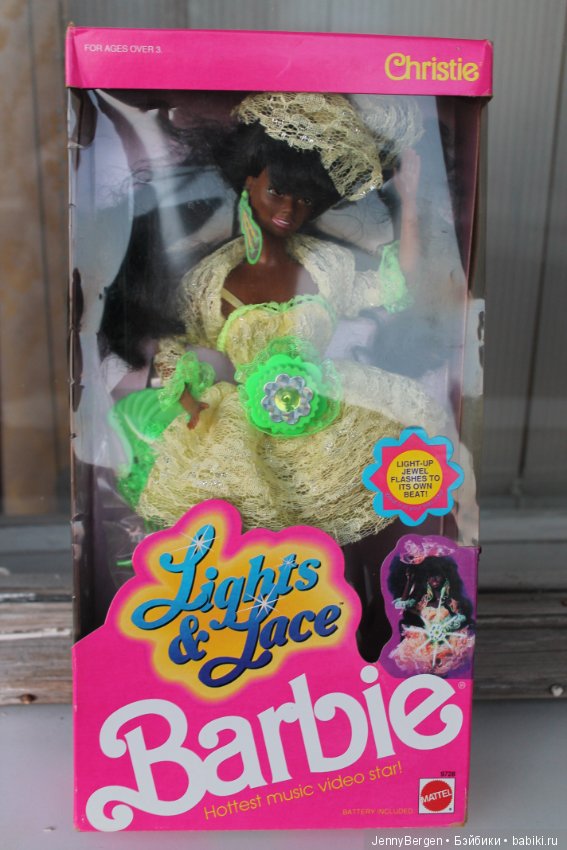 FOR AGES OVER 3.
Christie®
LIGHT-UP
JEWEL
FLASHES TO
ITS OWN
BEAT!
Lights
& Lace™
Barbie®
Hottest music video star!
9728
MATTEL
BATTERY INCLUDED
JennyBergen • Бэйбики • babiki.ru